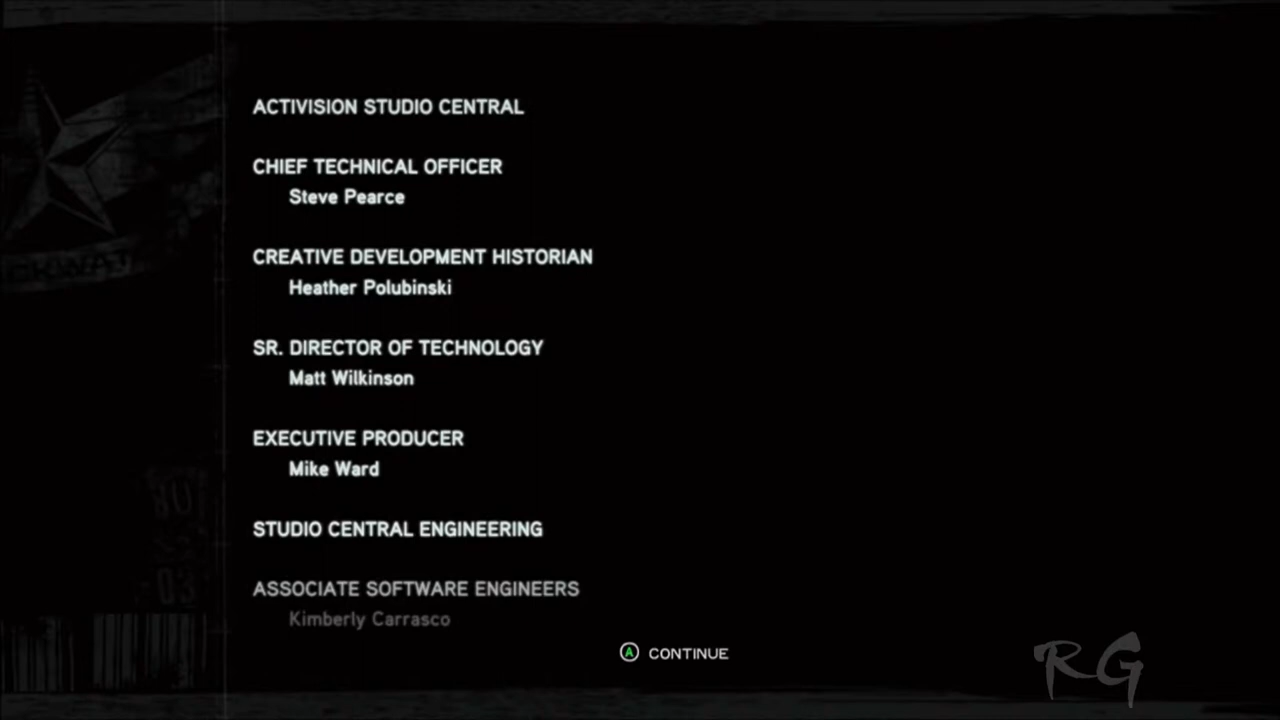 ACTIVISION STUDIO CENTRAL
CHIEF TECHNICAL OFFICER
Steve Pearce
CREATIVE DEVELOPMENT HISTORIAN
Heather Polubinski
SR. DIRECTOR OF TECHNOLOGY
Matt Wilkinson
EXECUTIVE PRODUCER
Mike Ward
STUDIO CENTRAL ENGINEERING
ASSOCIATE SOFTWARE ENGINEERS
Kimberly Carrasco
A CONTINUE
RG